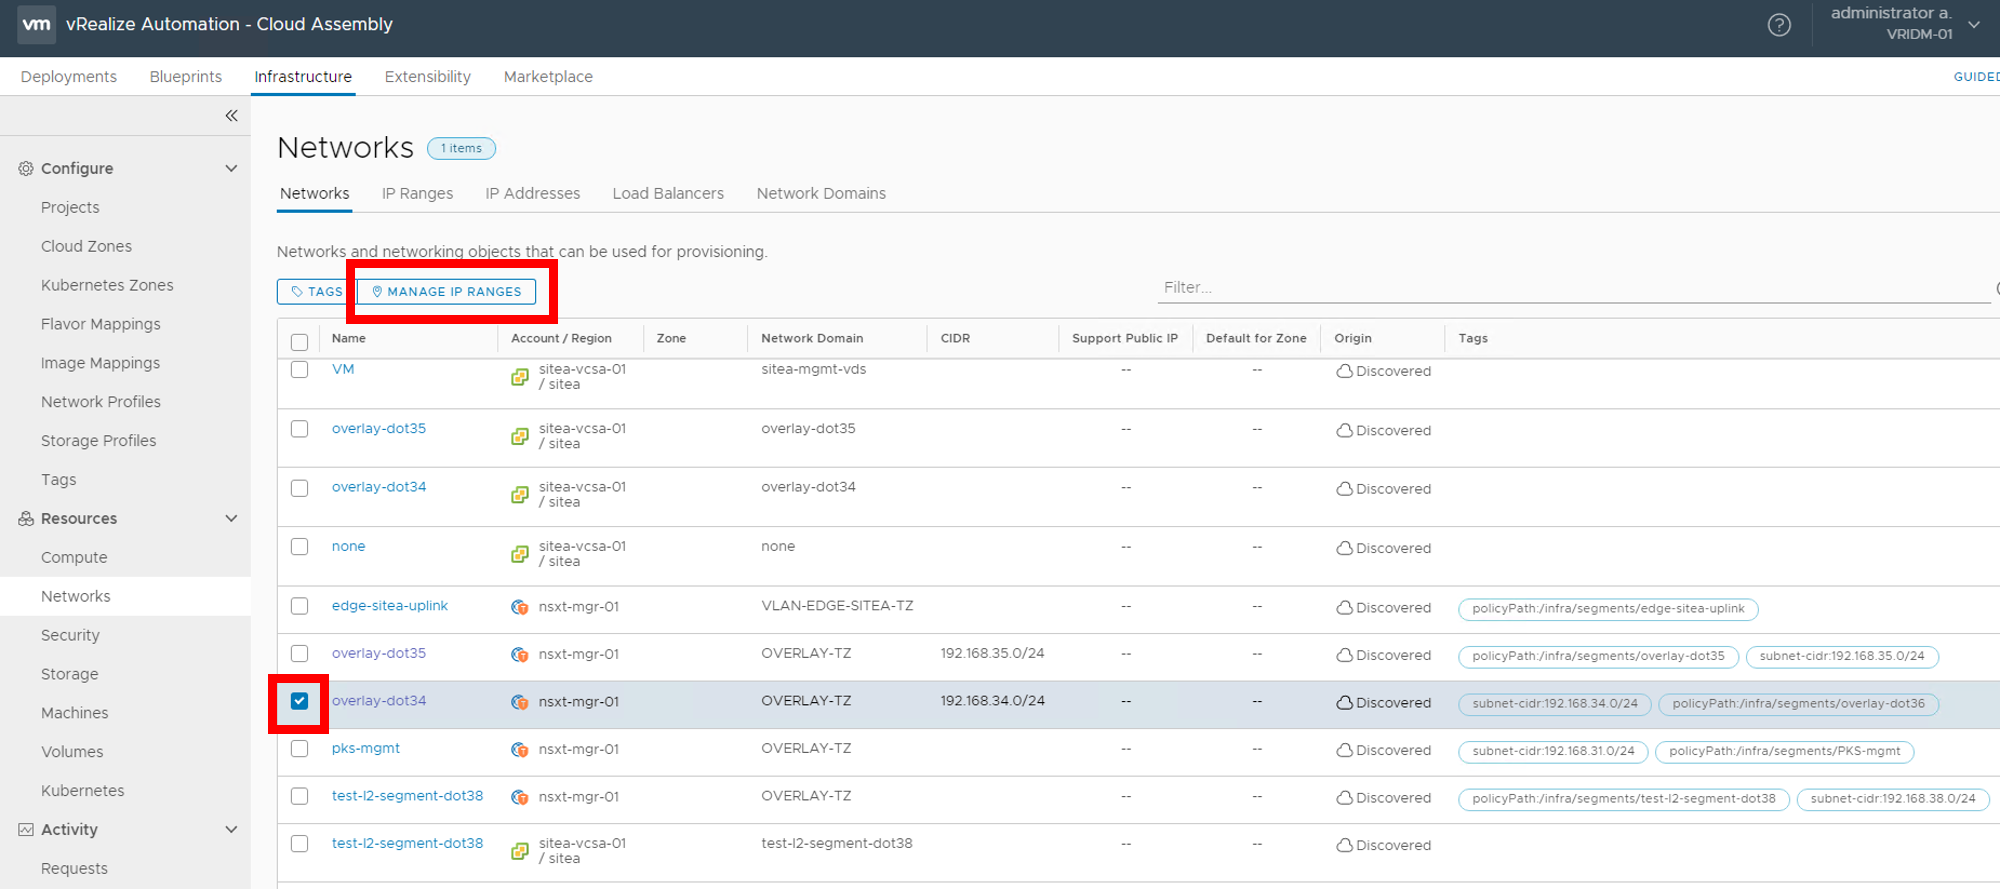 vm vRealize Automation - Cloud Assembly
administrator a.
VRIDM-01
Deployments Blueprints Infrastructure Extensibility Marketplace
Configure
Projects
Cloud Zones
Kubernetes Zones
Flavor Mappings
Image Mappings
Network Profiles
Storage Profiles
Tags
Resources
Compute
Networks
Security
Storage
Machines
Volumes
Kubernetes
Activity
Requests
Networks 1 items
Networks IP Ranges IP Addresses Load Balancers Network Domains
Networks and networking objects that can be used for provisioning.
TAGS MANAGE IP RANGES Filter...
Name Account / Region Zone Network Domain CIDR Support Public IP Default for Zone Origin Tags
VM sitea-vcsa-01 sitea-mgmt-vds -- -- Discovered
/ sitea
overlay-dot35 sitea-vcsa-01 overlay-dot35 -- -- Discovered
/ sitea
overlay-dot34 sitea-vcsa-01 overlay-dot34 -- -- Discovered
/ sitea
none sitea-vcsa-01 none -- -- Discovered
/ sitea
edge-sitea-uplink nsxt-mgr-01 VLAN-EDGE-SITEA-TZ -- -- Discovered policyPath:/infra/segments/edge-sitea-uplink
overlay-dot35 nsxt-mgr-01 OVERLAY-TZ 192.168.35.0/24 -- -- Discovered policyPath:/infra/segments/overlay-dot35 subnet-cidr:192.168.35.0/24
overlay-dot34 nsxt-mgr-01 OVERLAY-TZ 192.168.34.0/24 -- -- Discovered subnet-cidr:192.168.34.0/24 policyPath:/infra/segments/overlay-dot36
pks-mgmt nsxt-mgr-01 OVERLAY-TZ -- -- Discovered subnet-cidr:192.168.31.0/24 policyPath:/infra/segments/PKS-mgmt
test-l2-segment-dot38 nsxt-mgr-01 OVERLAY-TZ -- -- Discovered policyPath:/infra/segments/test-l2-segment-dot38 subnet-cidr:192.168.38.0/24
test-l2-segment-dot38 sitea-vcsa-01 test-l2-segment-dot38 -- -- Discovered
/ sitea